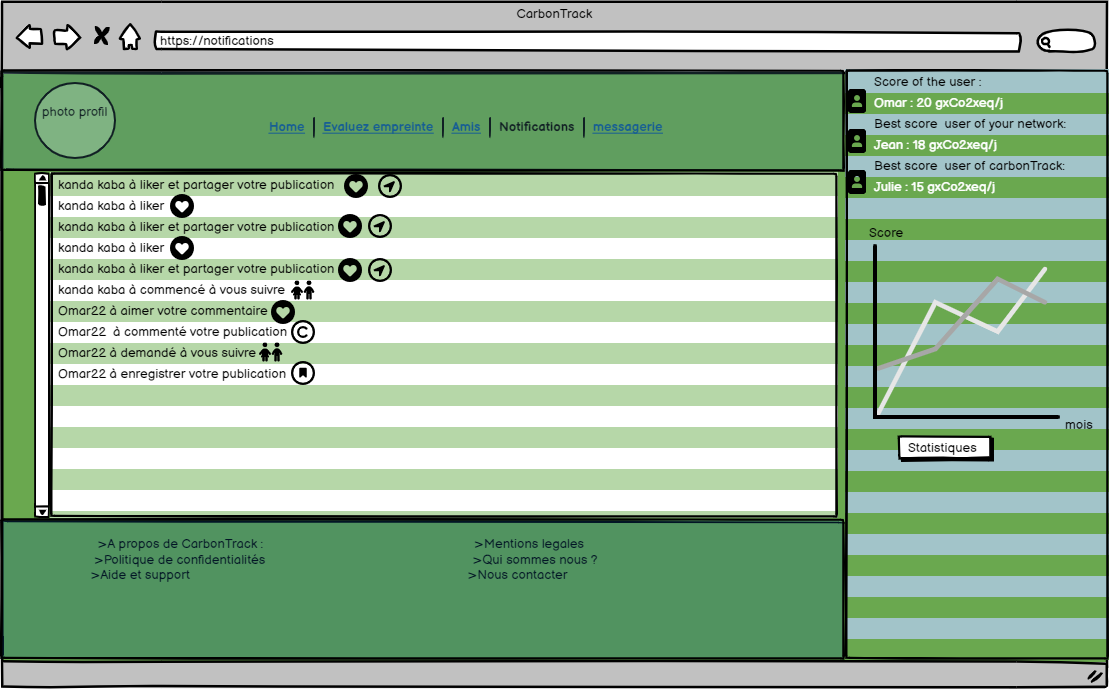 CarbonTrack
https://notifications
photo profil
Home | Evaluez empreinte | Amis | Notifications | messagerie
kanda kaba à liker et partager votre publication
kanda kaba à liker
kanda kaba à liker et partager votre publication
kanda kaba à liker
kanda kaba à liker et partager votre publication
kanda kaba à commencé à vous suivre
Omar22 à aimer votre commentaire
Omar22 à commenté votre publication C
Omar22 à demandé à vous suivre
Omar22 à enregistrer votre publication
Score of the user :
Omar : 20 gxCo2xeq/j
Best score user of your network:
Jean : 18 gxCo2xeq/j
Best score user of carbonTrack:
Julie : 15 gxCo2xeq/j
Score
mois
Statistiques
>A propos de CarbonTrack :
>Politique de confidentialités
>Aide et support
>Mentions legales
>Qui sommes nous ?
>Nous contacter